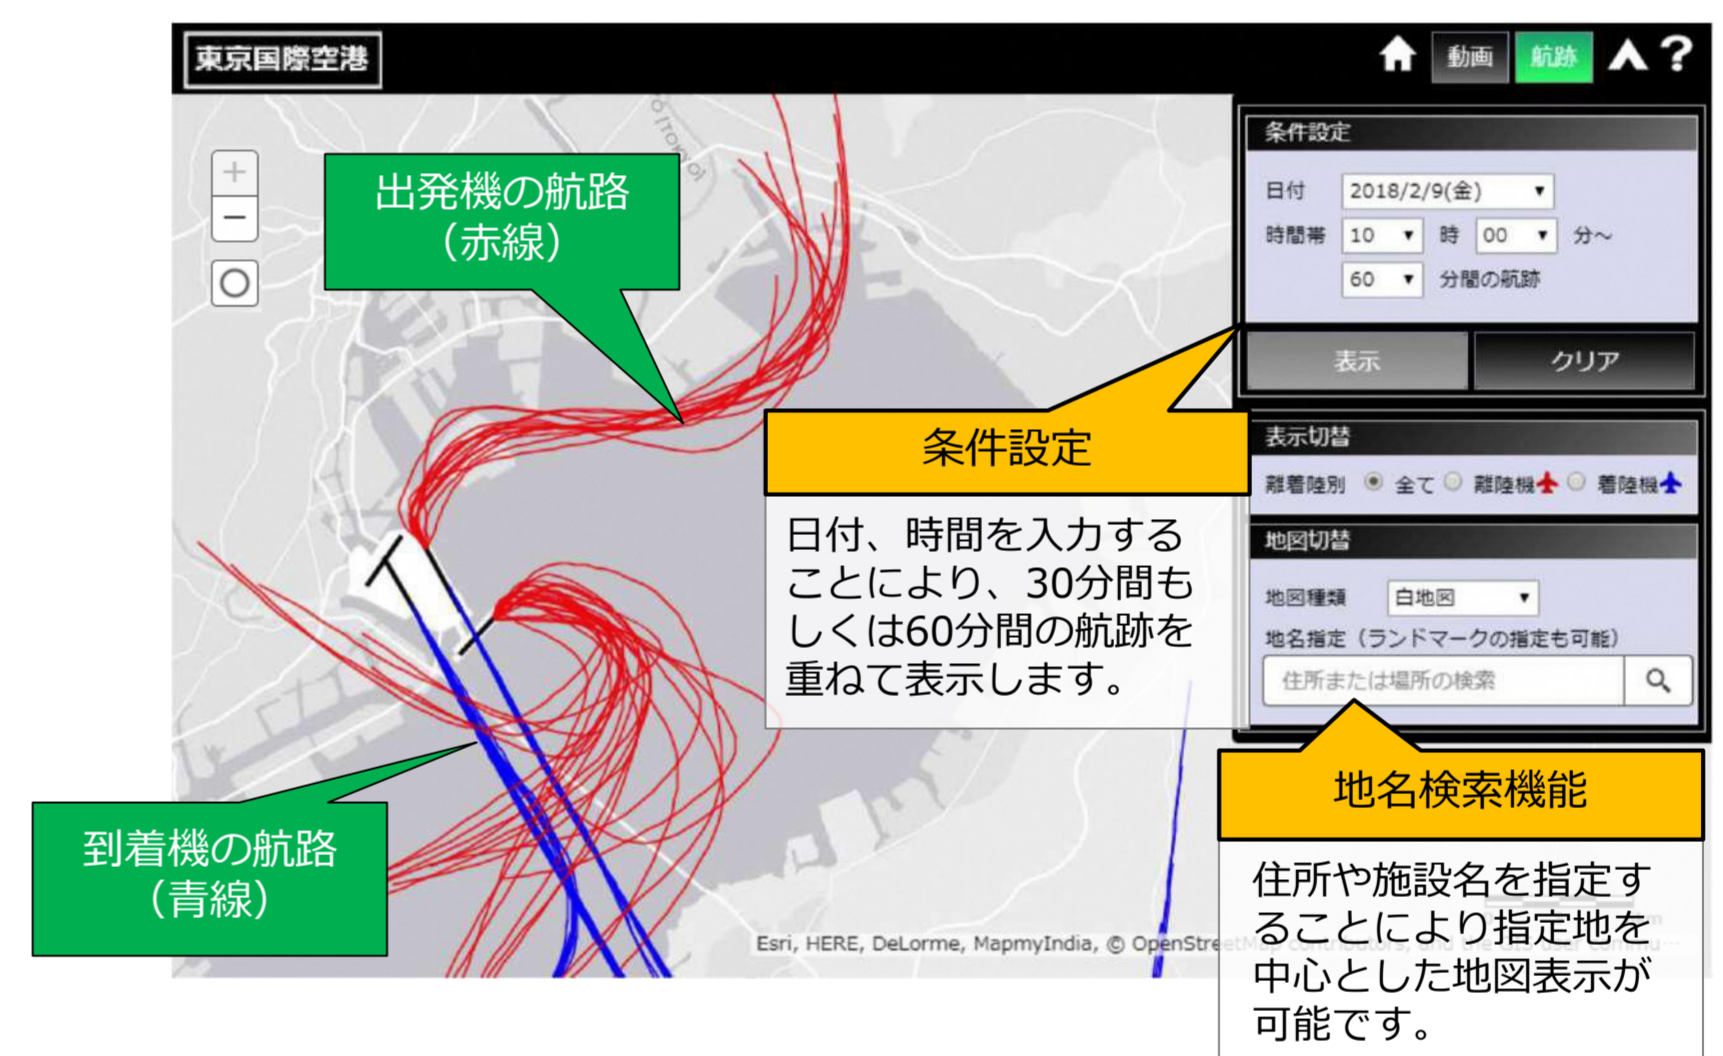 東京国際空港
動画
航跡
?
出発機の航路
(赤線)
条件設定
日付 2018/2/9(金)
時間帯 10 時 00 分～
60 分間の航跡
表示 クリア
表示切替
離着陸別 全て 離陸機 着陸機
地図切替
地図種類 白地図
地名指定（ランドマークの指定も可能）
住所または場所の検索
条件設定
日付、時間を入力する
ことにより、30分間も
しくは60分間の航跡を
重ねて表示します。
到着機の航路
(青線)
地名検索機能
住所や施設名を指定す
ることにより指定地を
中心とした地図表示が
可能です。
Esri, HERE, DeLorme, MapmyIndia, © OpenStreetMap contributors, and the GIS user commu…